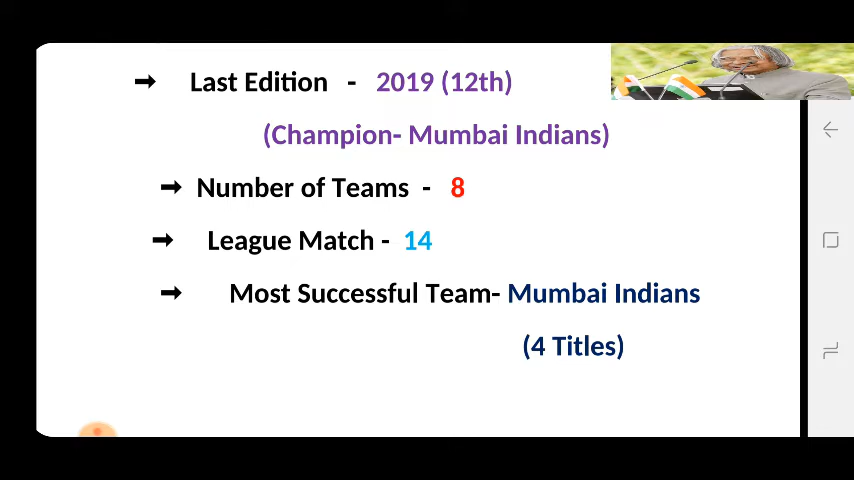 ➞ Last Edition - 2019 (12th)
(Champion- Mumbai Indians)
➞ Number of Teams - 8
➞ League Match - 14
➞ Most Successful Team- Mumbai Indians
(4 Titles)